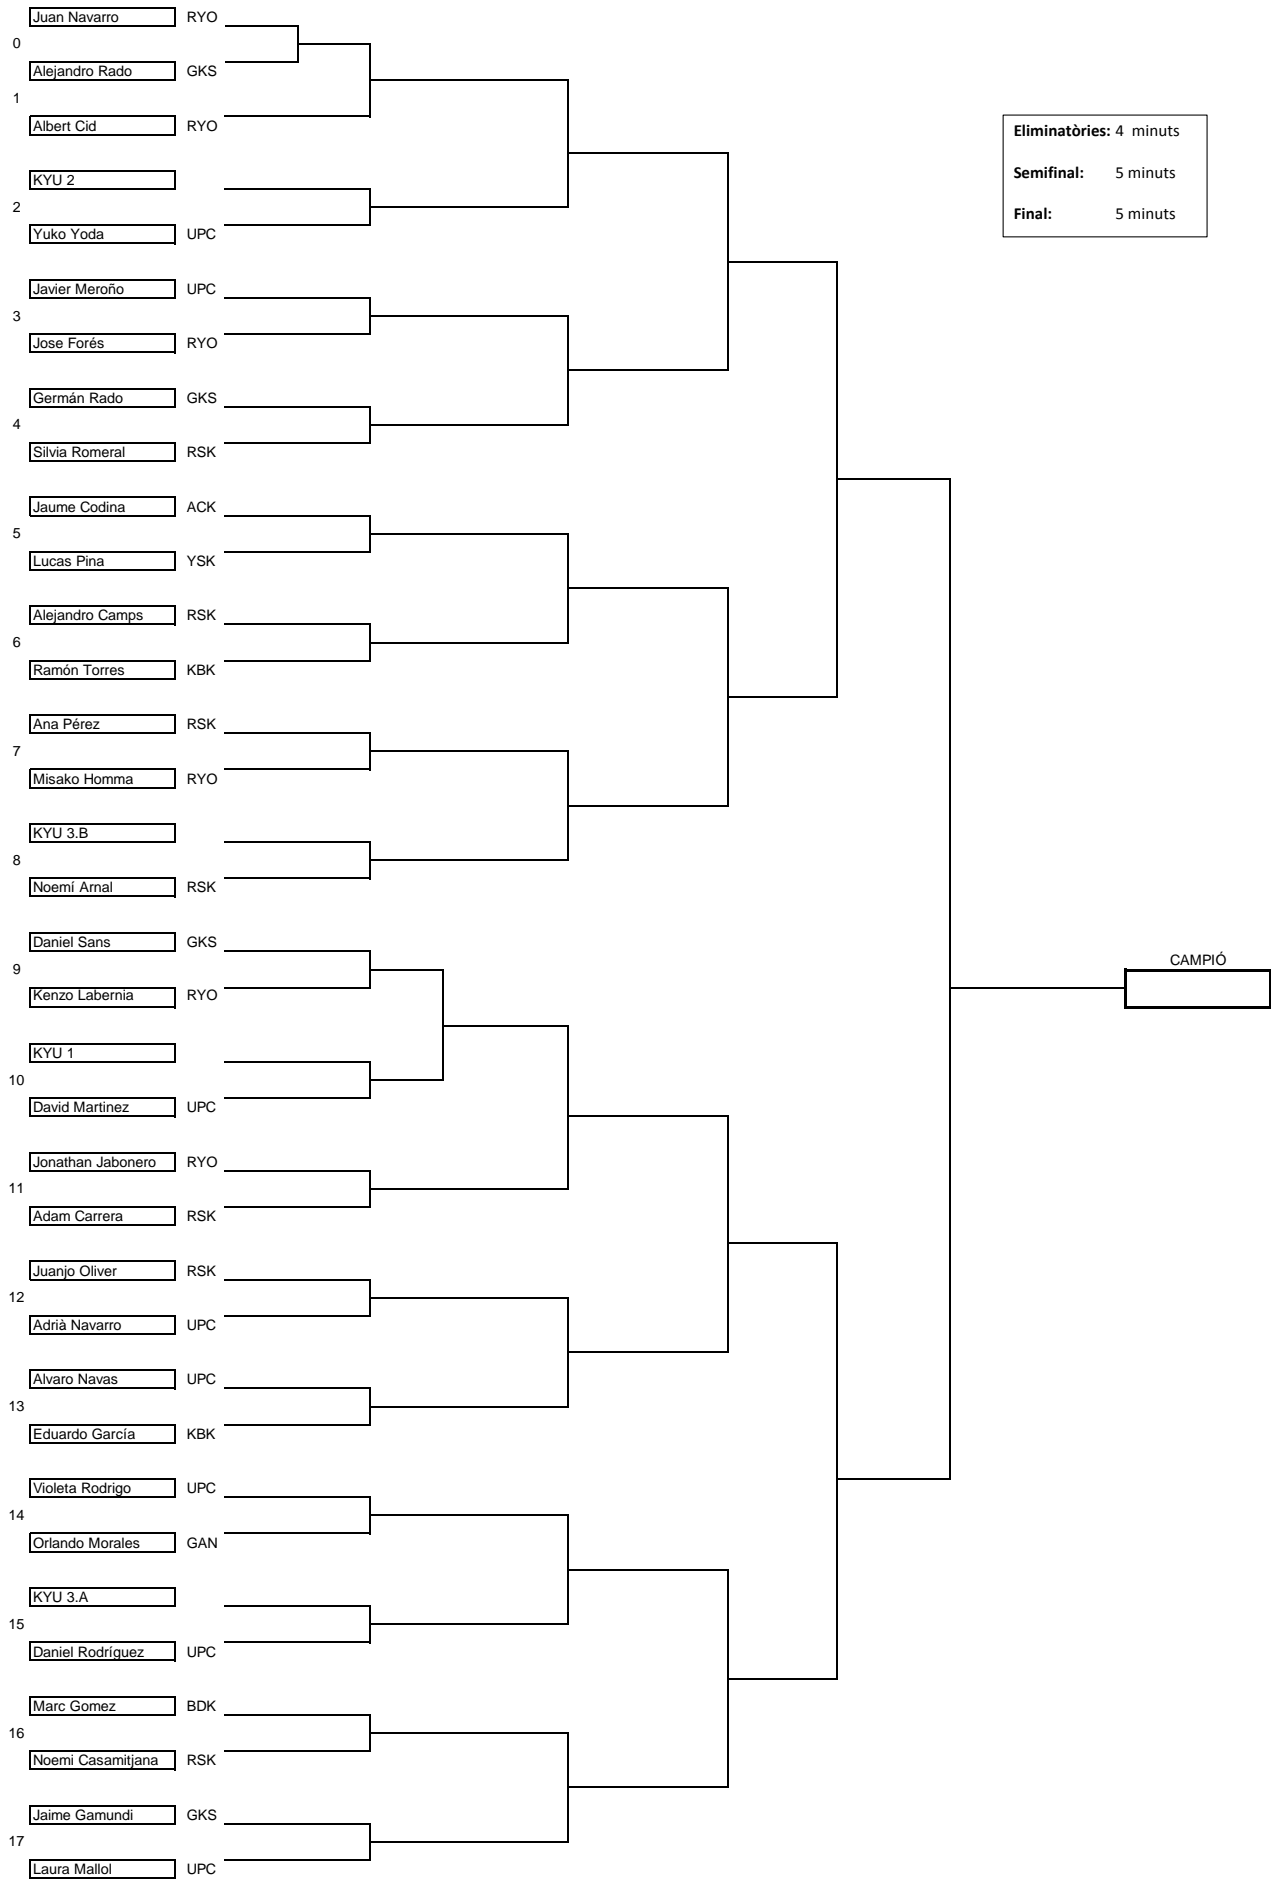 Juan Navarro RYO
0
Alejandro Rado GKS
1
Albert Cid RYO
Eliminatòries: 4 minuts
KYU 2
Semifinal: 5 minuts
2
Final: 5 minuts
Yuko Yoda UPC
Javier Meroño UPC
3
Jose Forés RYO
Germán Rado GKS
4
Silvia Romeral RSK
Jaume Codina ACK
5
Lucas Pina YSK
Alejandro Camps RSK
6
Ramón Torres KBK
Ana Pérez RSK
7
Misako Homma RYO
KYU 3.B
8
Noemí Arnal RSK
Daniel Sans GKS
CAMPIÓ
9
Kenzo Labernia RYO
KYU 1
10
David Martinez UPC
Jonathan Jabonero RYO
11
Adam Carrera RSK
Juanjo Oliver RSK
12
Adrià Navarro UPC
Alvaro Navas UPC
13
Eduardo García KBK
Violeta Rodrigo UPC
14
Orlando Morales GAN
KYU 3.A
15
Daniel Rodríguez UPC
Marc Gomez BDK
16
Noemi Casamitjana RSK
Jaime Gamundi GKS
17
Laura Mallol UPC